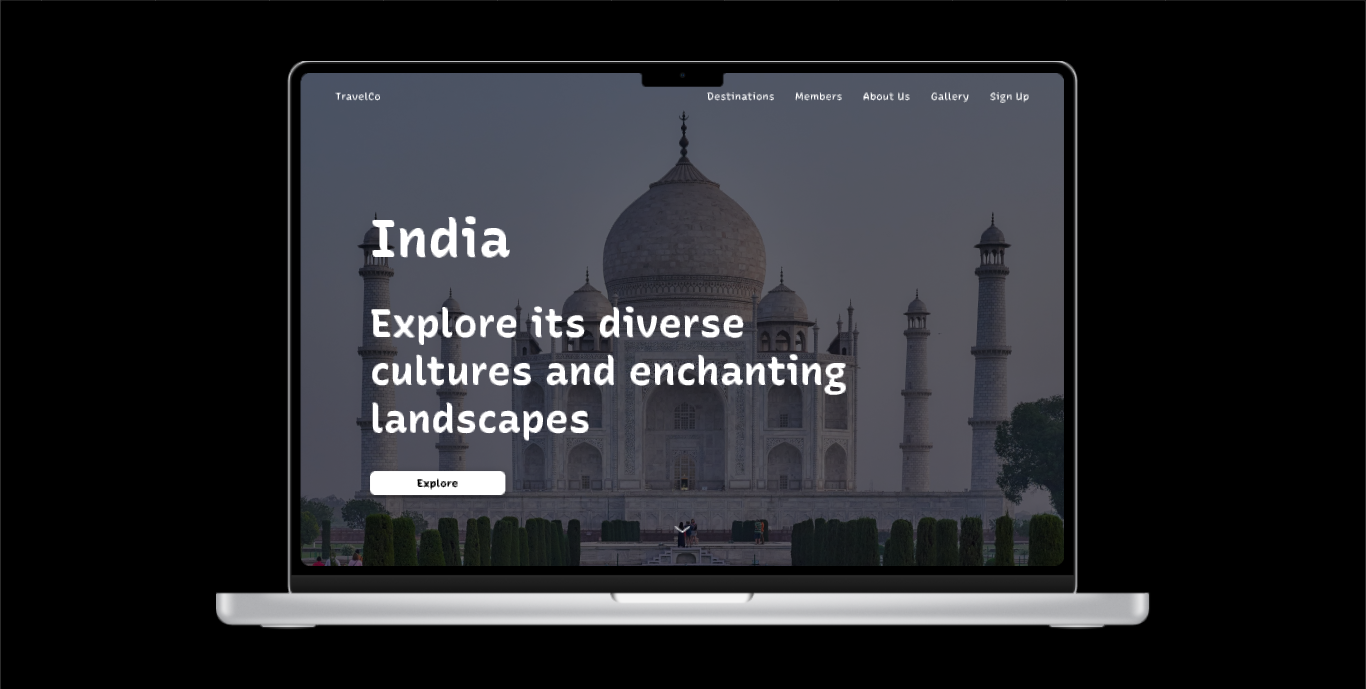 TravelCo
Destinations Members About Us Gallery Sign Up
India
Explore its diverse
cultures and enchanting
landscapes
Explore